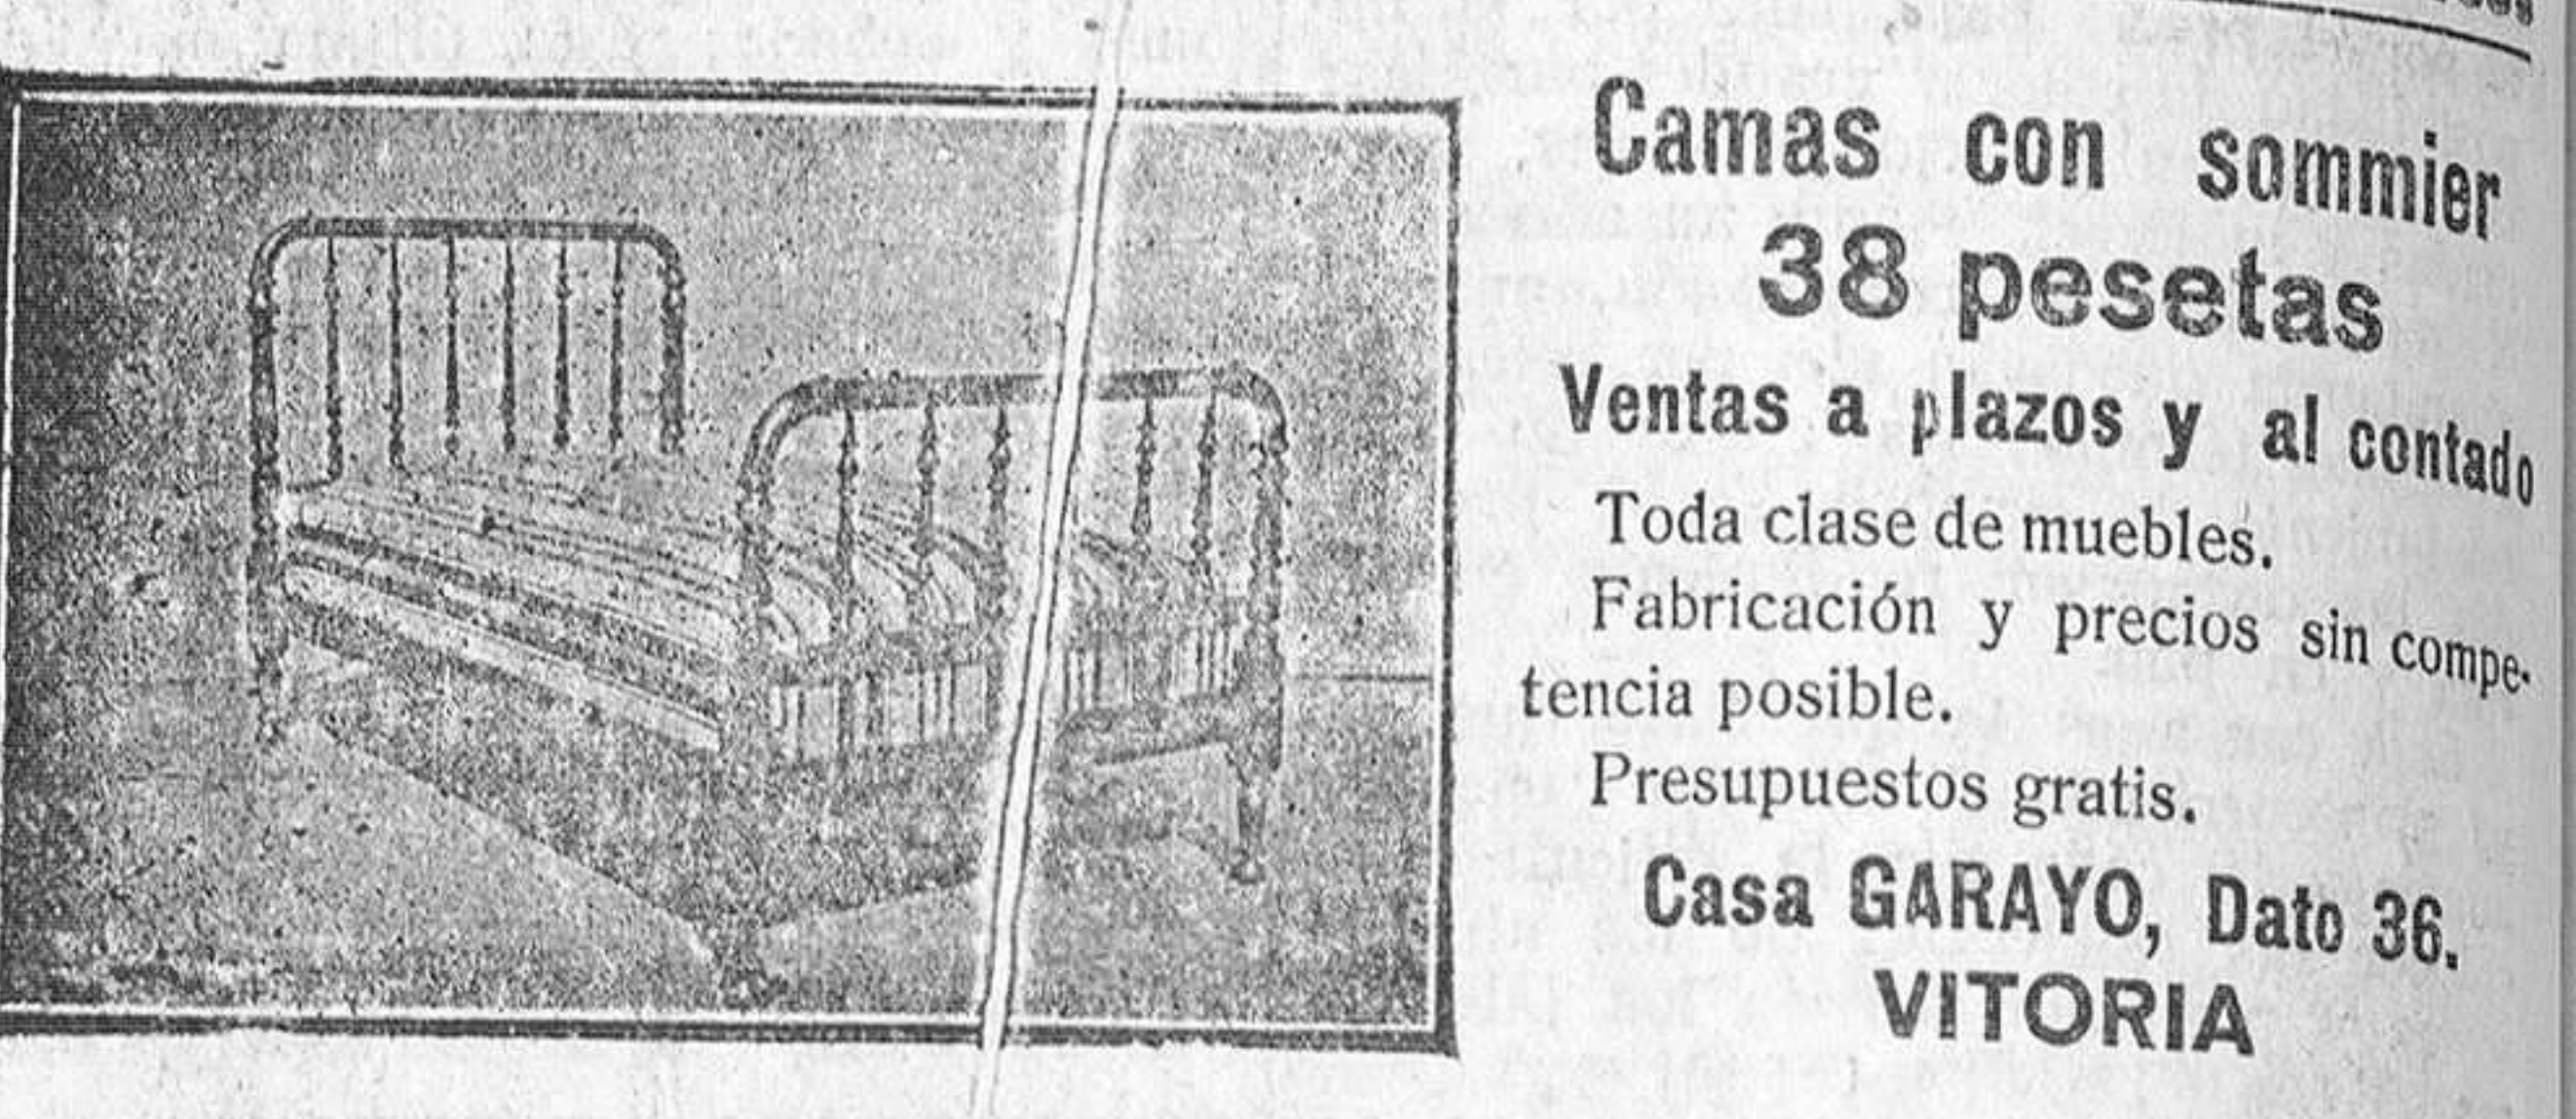 Camas con sommier
38 pesetas
Ventas a plazos y al contado
Toda clase de muebles.
Fabricación y precios sin compe-
tencia posible.
Presupuestos gratis.
Casa GARAYO, Dato 36.
VITORIA